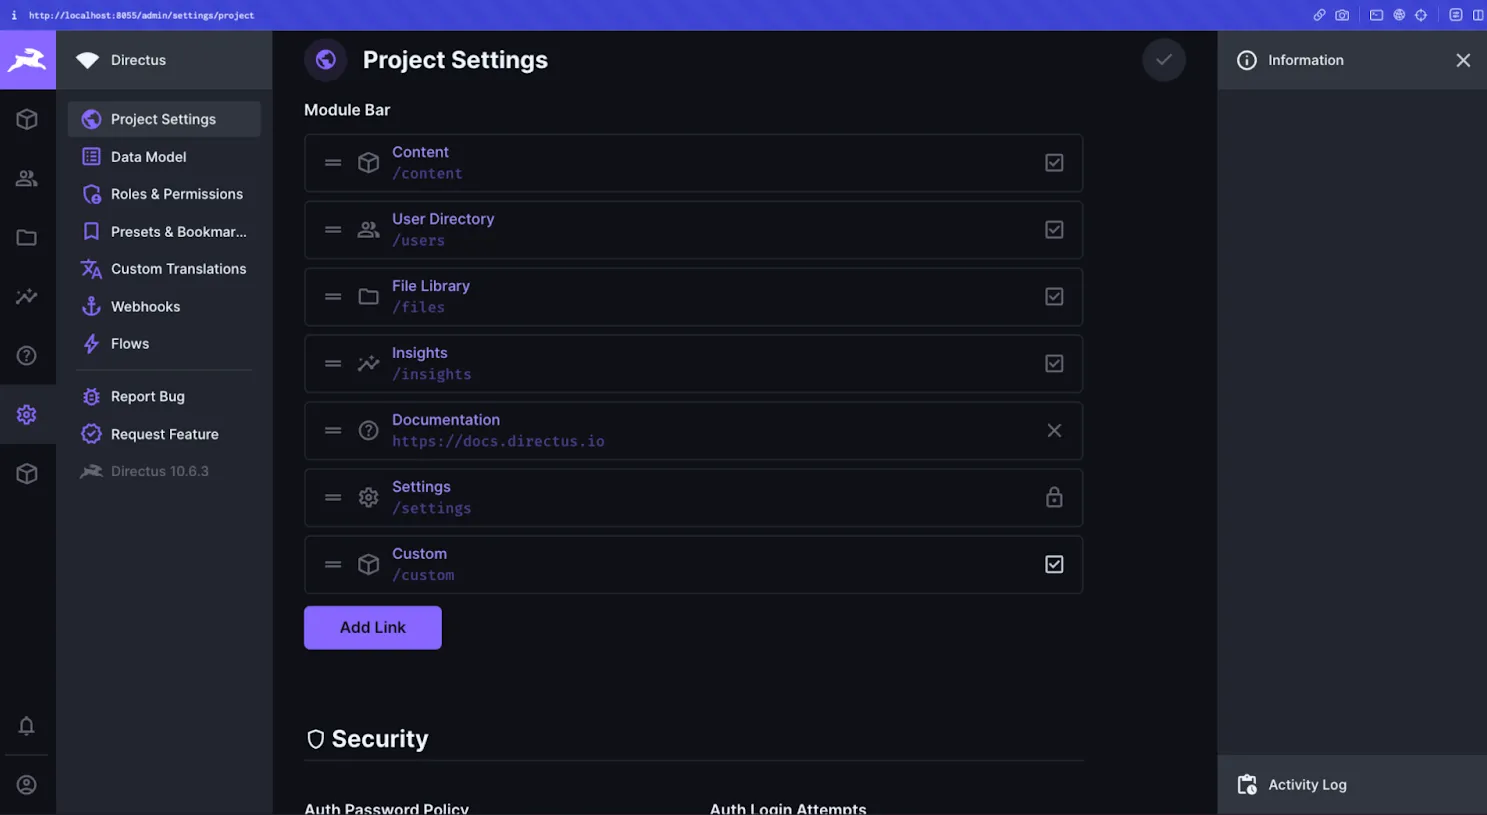 http://localhost:8055/admin/settings/project
Directus
Project Settings
Data Model
Roles & Permissions
Presets & Bookmar...
Custom Translations
Webhooks
Flows
Report Bug
Request Feature
Directus 10.6.3
Project Settings
Module Bar
Content
/content
User Directory
/users
File Library
/files
Insights
/insights
Documentation
https://docs.directus.io
Settings
/settings
Custom
/custom
Add Link
Security
Auth Password Policy
Auth Login Attempts
Information
Activity Log